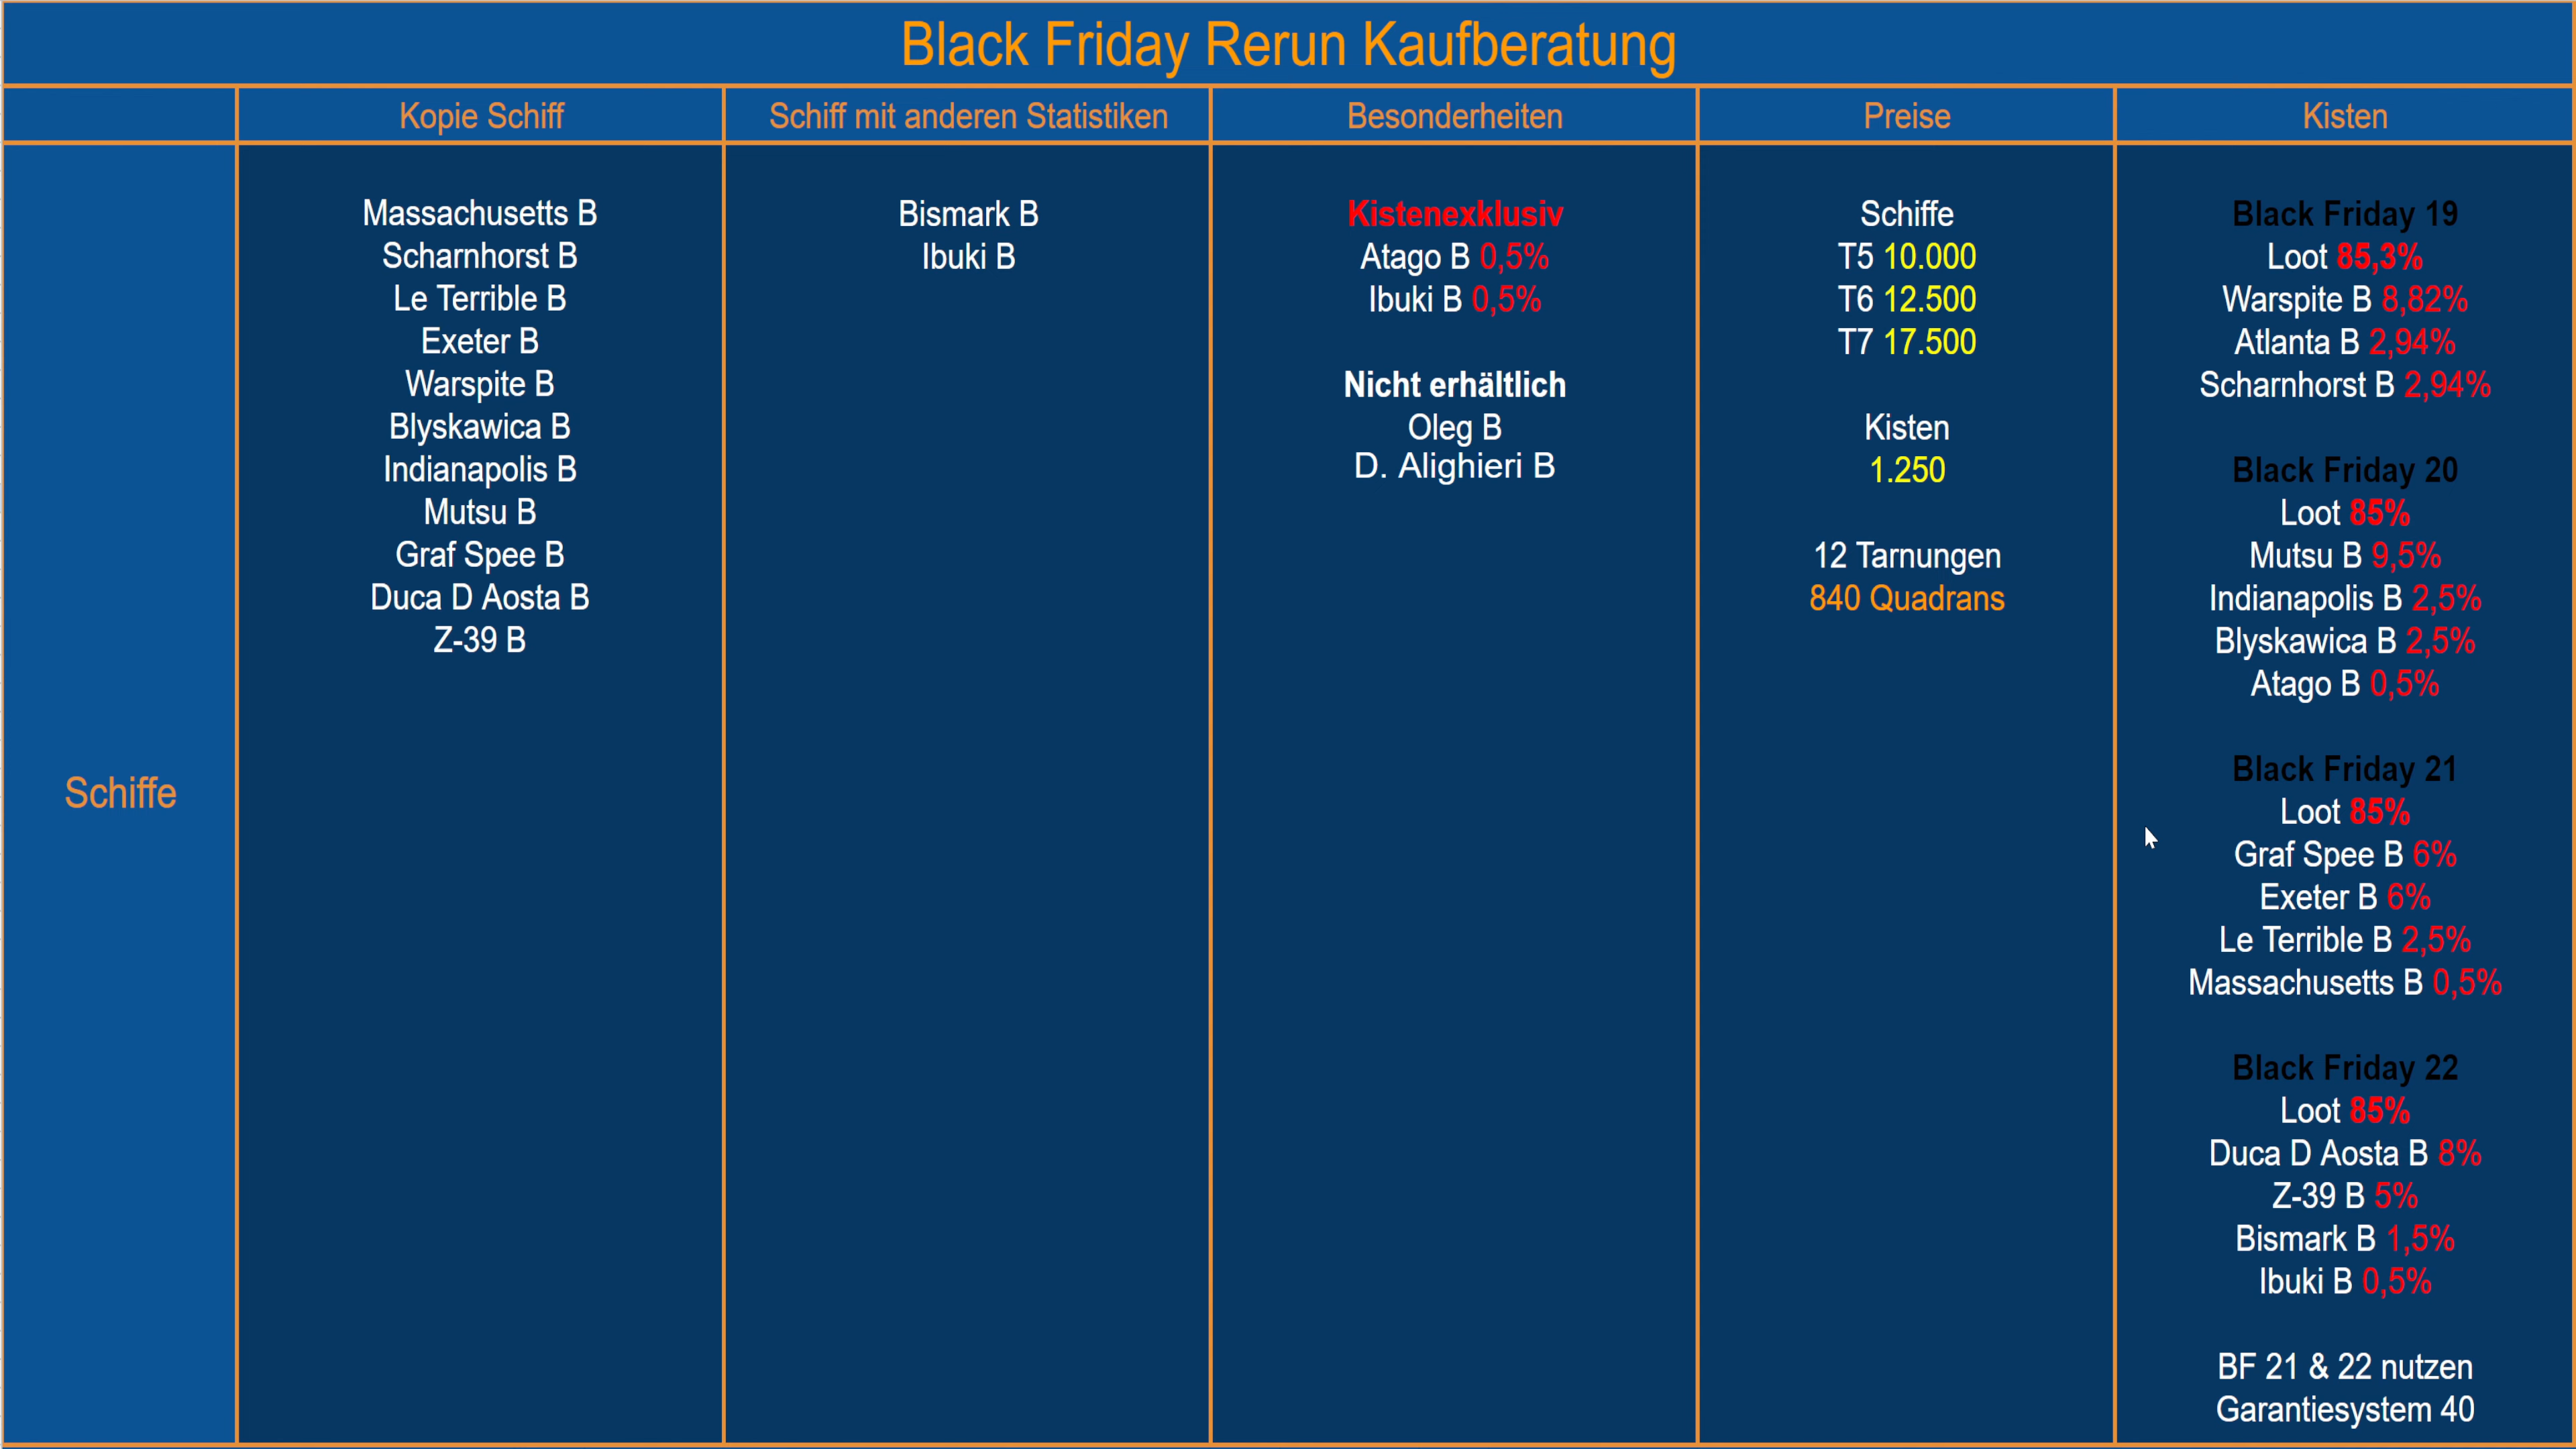 Black Friday Rerun Kaufberatung
Kopie Schiff
Schiff mit anderen Statistiken
Besonderheiten
Preise
Kisten
Schiffe
Massachusetts B
Scharnhorst B
Le Terrible B
Exeter B
Warspite B
Blyskawica B
Indianapolis B
Mutsu B
Graf Spee B
Duca D Aosta B
Z-39 B
Bismark B
Ibuki B
Kistenexklusiv
Atago B 0,5%
Ibuki B 0,5%
Nicht erhältlich
Oleg B
D. Alighieri B
Schiffe
T5 10.000
T6 12.500
T7 17.500
Kisten
1.250
12 Tarnungen
840 Quadrans
Black Friday 19
Loot 85,3%
Warspite B 8,82%
Atlanta B 2,94%
Scharnhorst B 2,94%
Black Friday 20
Loot 85%
Mutsu B 9,5%
Indianapolis B 2,5%
Blyskawica B 2,5%
Atago B 0,5%
Black Friday 21
Loot 85%
Graf Spee B 6%
Exeter B 6%
Le Terrible B 2,5%
Massachusetts B 0,5%
Black Friday 22
Loot 85%
Duca D Aosta B 8%
Z-39 B 5%
Bismark B 1,5%
Ibuki B 0,5%
BF 21 & 22 nutzen
Garantiesystem 40